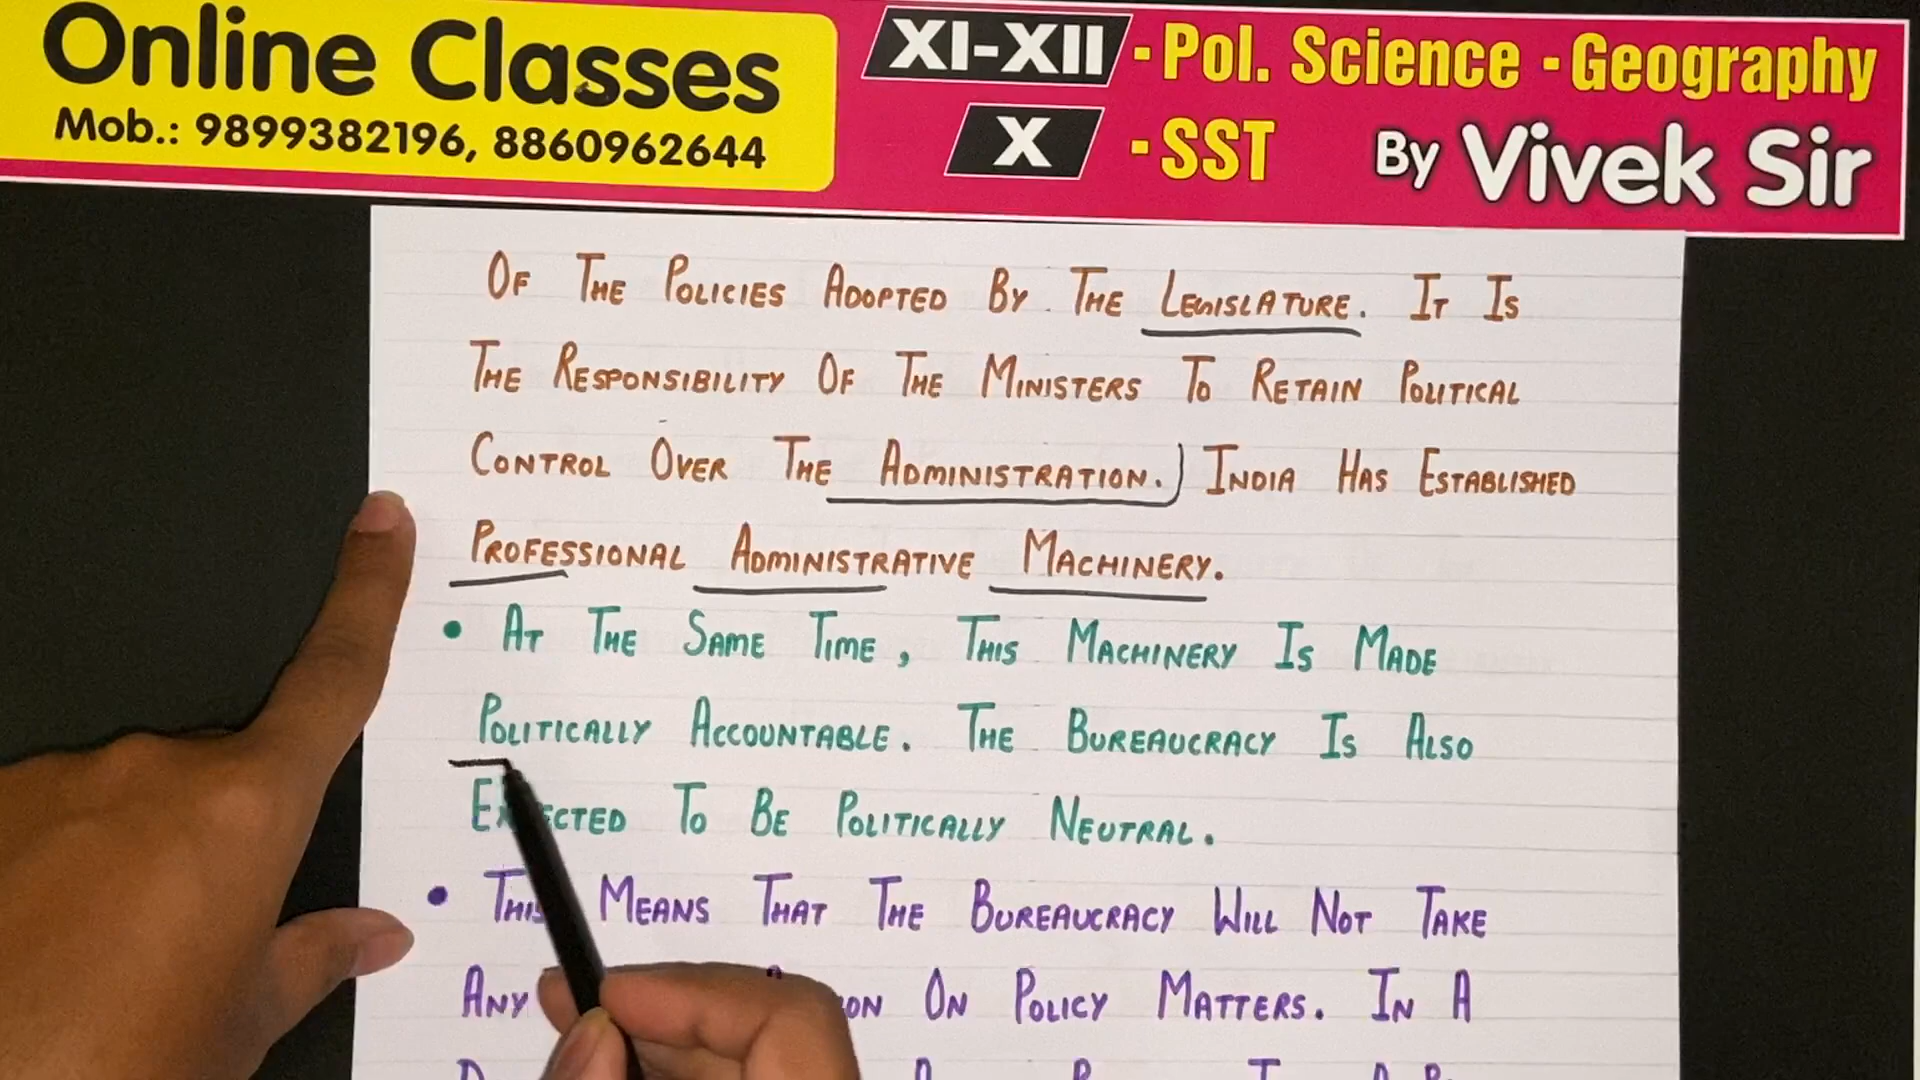 Online Classes
Mob.: 9899382196, 8860962644
XI-XII - Pol. Science - Geography
X - SST By Vivek Sir
OF THE POLICIES ADOPTED BY THE LEGISLATURE. IT IS
THE RESPONSIBILITY OF THE MINISTERS TO RETAIN POLITICAL
CONTROL OVER THE ADMINISTRATION.) INDIA HAS ESTABLISHED
PROFESSIONAL ADMINISTRATIVE MACHINERY.
• AT THE SAME TIME, THIS MACHINERY IS MADE
POLITICALLY ACCOUNTABLE. THE BUREAUCRACY IS ALSO
EXPECTED TO BE POLITICALLY NEUTRAL.
• THIS MEANS THAT THE BUREAUCRACY WILL NOT TAKE
ANY ON POLICY MATTERS. IN A